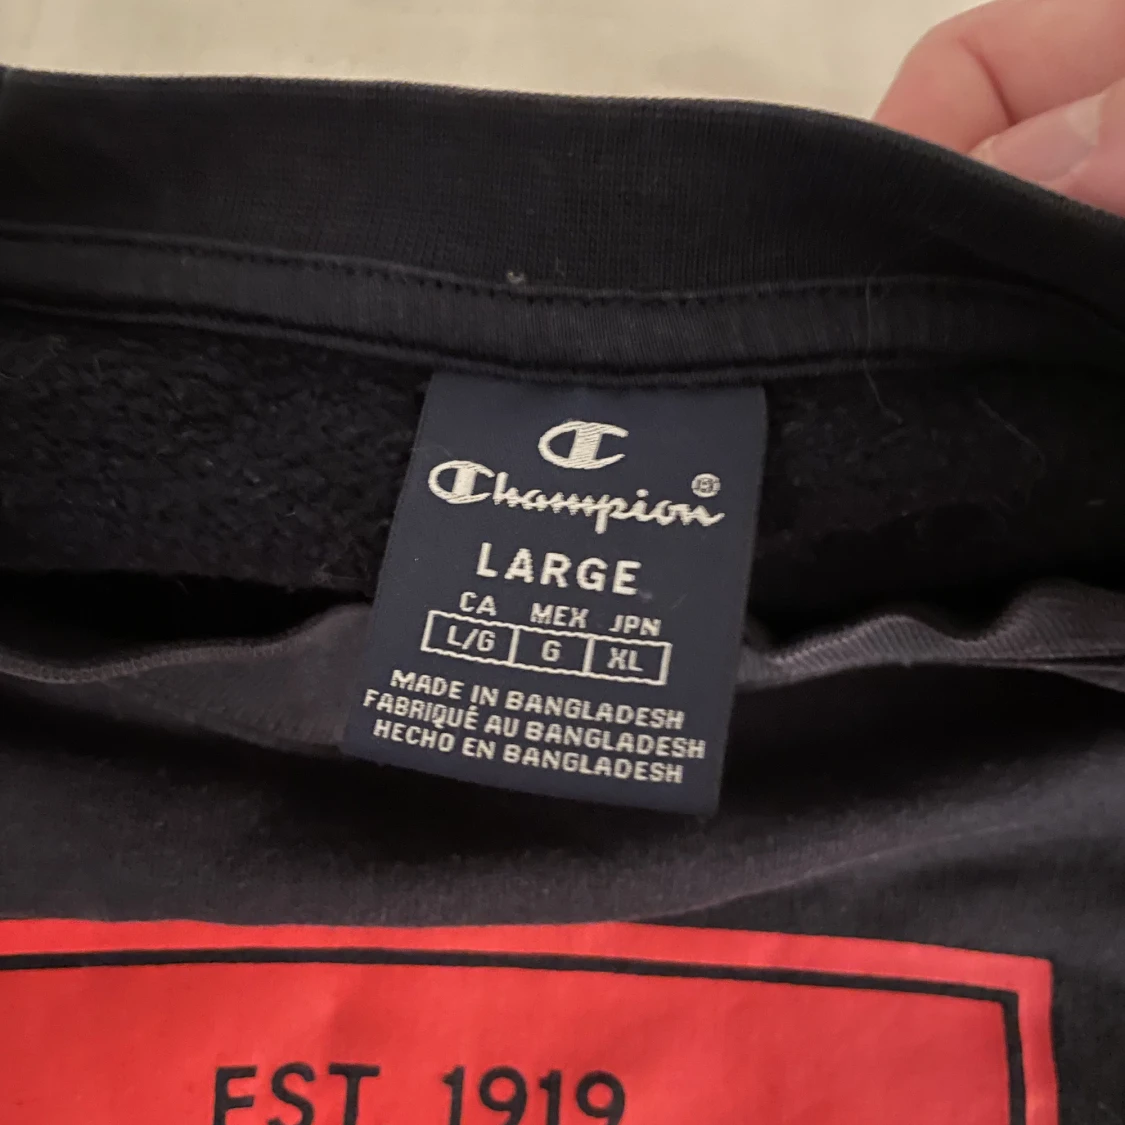 Champion®
LARGE
CA MEX JPN
L/G G XL
MADE IN BANGLADESH
FABRIQUÉ AU BANGLADESH
HECHO EN BANGLADESH
EST. 1919